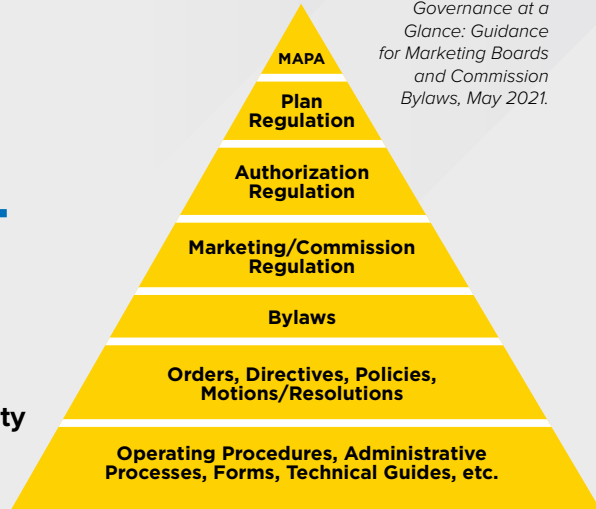 Governance at a
Glance: Guidance
for Marketing Boards
and Commission
Bylaws, May 2021.
MAPA
Plan
Regulation
Authorization
Regulation
Marketing/Commission
Regulation
Bylaws
Orders, Directives, Policies,
Motions/Resolutions
ty
Operating Procedures, Administrative
Processes, Forms, Technical Guides, etc.